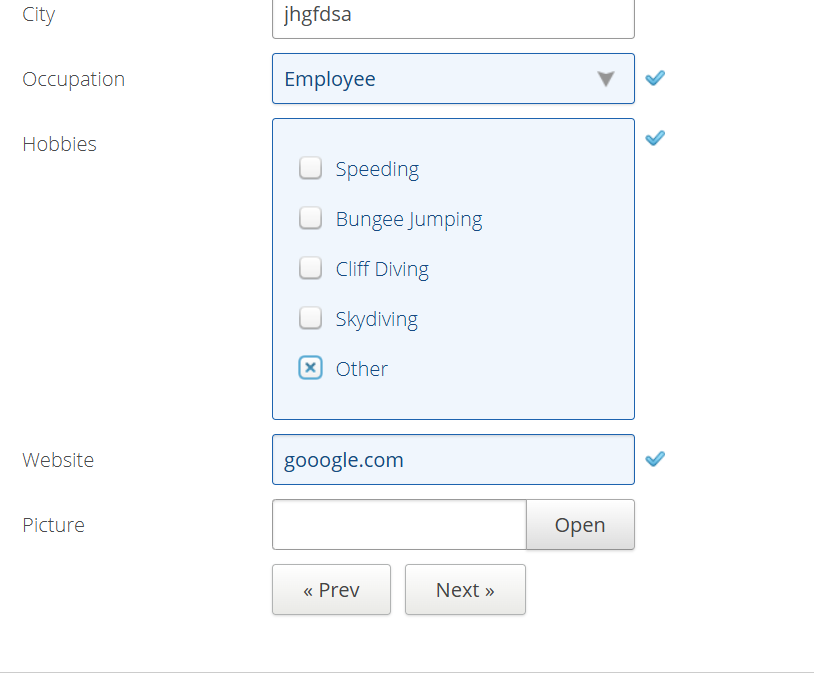 City
jhgfdsa
Occupation
Employee
Hobbies
Speeding
Bungee Jumping
Cliff Diving
Skydiving
Other
Website
gooogle.com
Picture
Open
« Prev
Next »